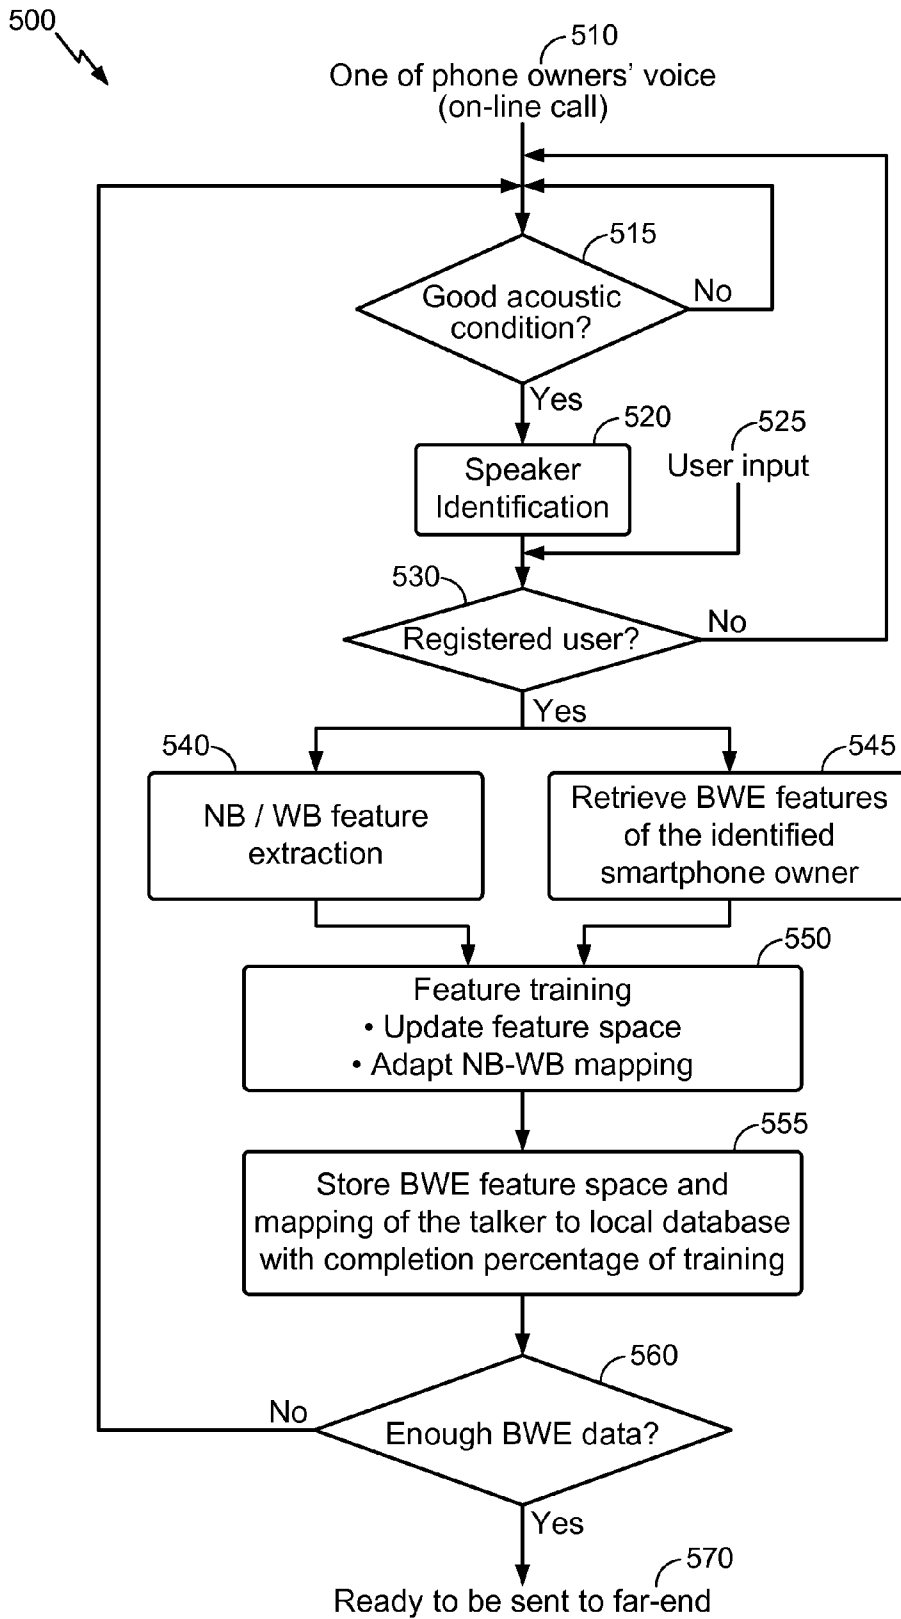 500
510
One of phone owners' voice
(on-line call)
515
Good acoustic
condition?
No
Yes
520
Speaker
Identification
525
User input
530
Registered user?
No
Yes
540
NB / WB feature
extraction
545
Retrieve BWE features
of the identified
smartphone owner
550
Feature training
• Update feature space
• Adapt NB-WB mapping
555
Store BWE feature space and
mapping of the talker to local database
with completion percentage of training
560
Enough BWE data?
No
Yes
570
Ready to be sent to far-end